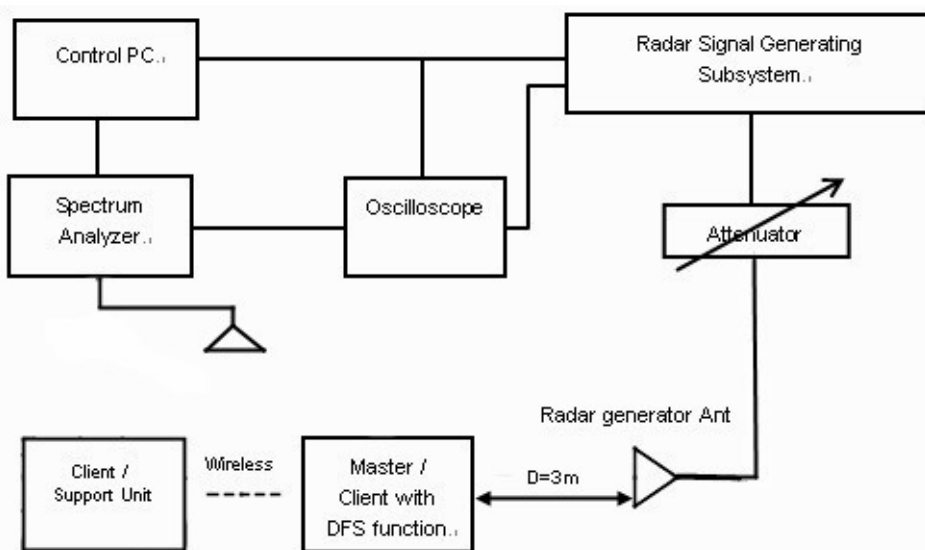 Control PC.
Radar Signal Generating
Subsystem.
Spectrum
Analyzer.
Oscilloscope
Attenuator
Radar generator Ant
Client /
Support Unit
Wireless
Master /
Client with
DFS function.
D=3m